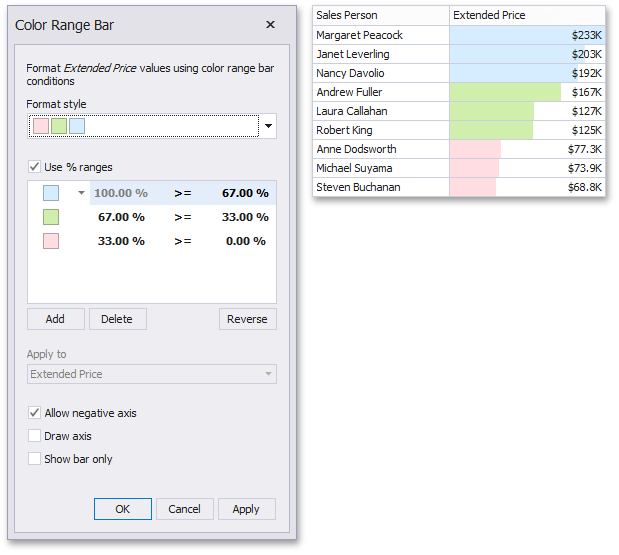 Color Range Bar
Format Extended Price values using color range bar
conditions
Format style
Use % ranges
100.00 % >= 67.00 %
67.00 % >= 33.00 %
33.00 % >= 0.00 %
Add Delete Reverse
Apply to
Extended Price
Allow negative axis
Draw axis
Show bar only
OK Cancel Apply
Sales Person Extended Price
Margaret Peacock $233K
Janet Leverling $203K
Nancy Davolio $192K
Andrew Fuller $167K
Laura Callahan $127K
Robert King $125K
Anne Dodsworth $77.3K
Michael Suyama $73.9K
Steven Buchanan $68.8K